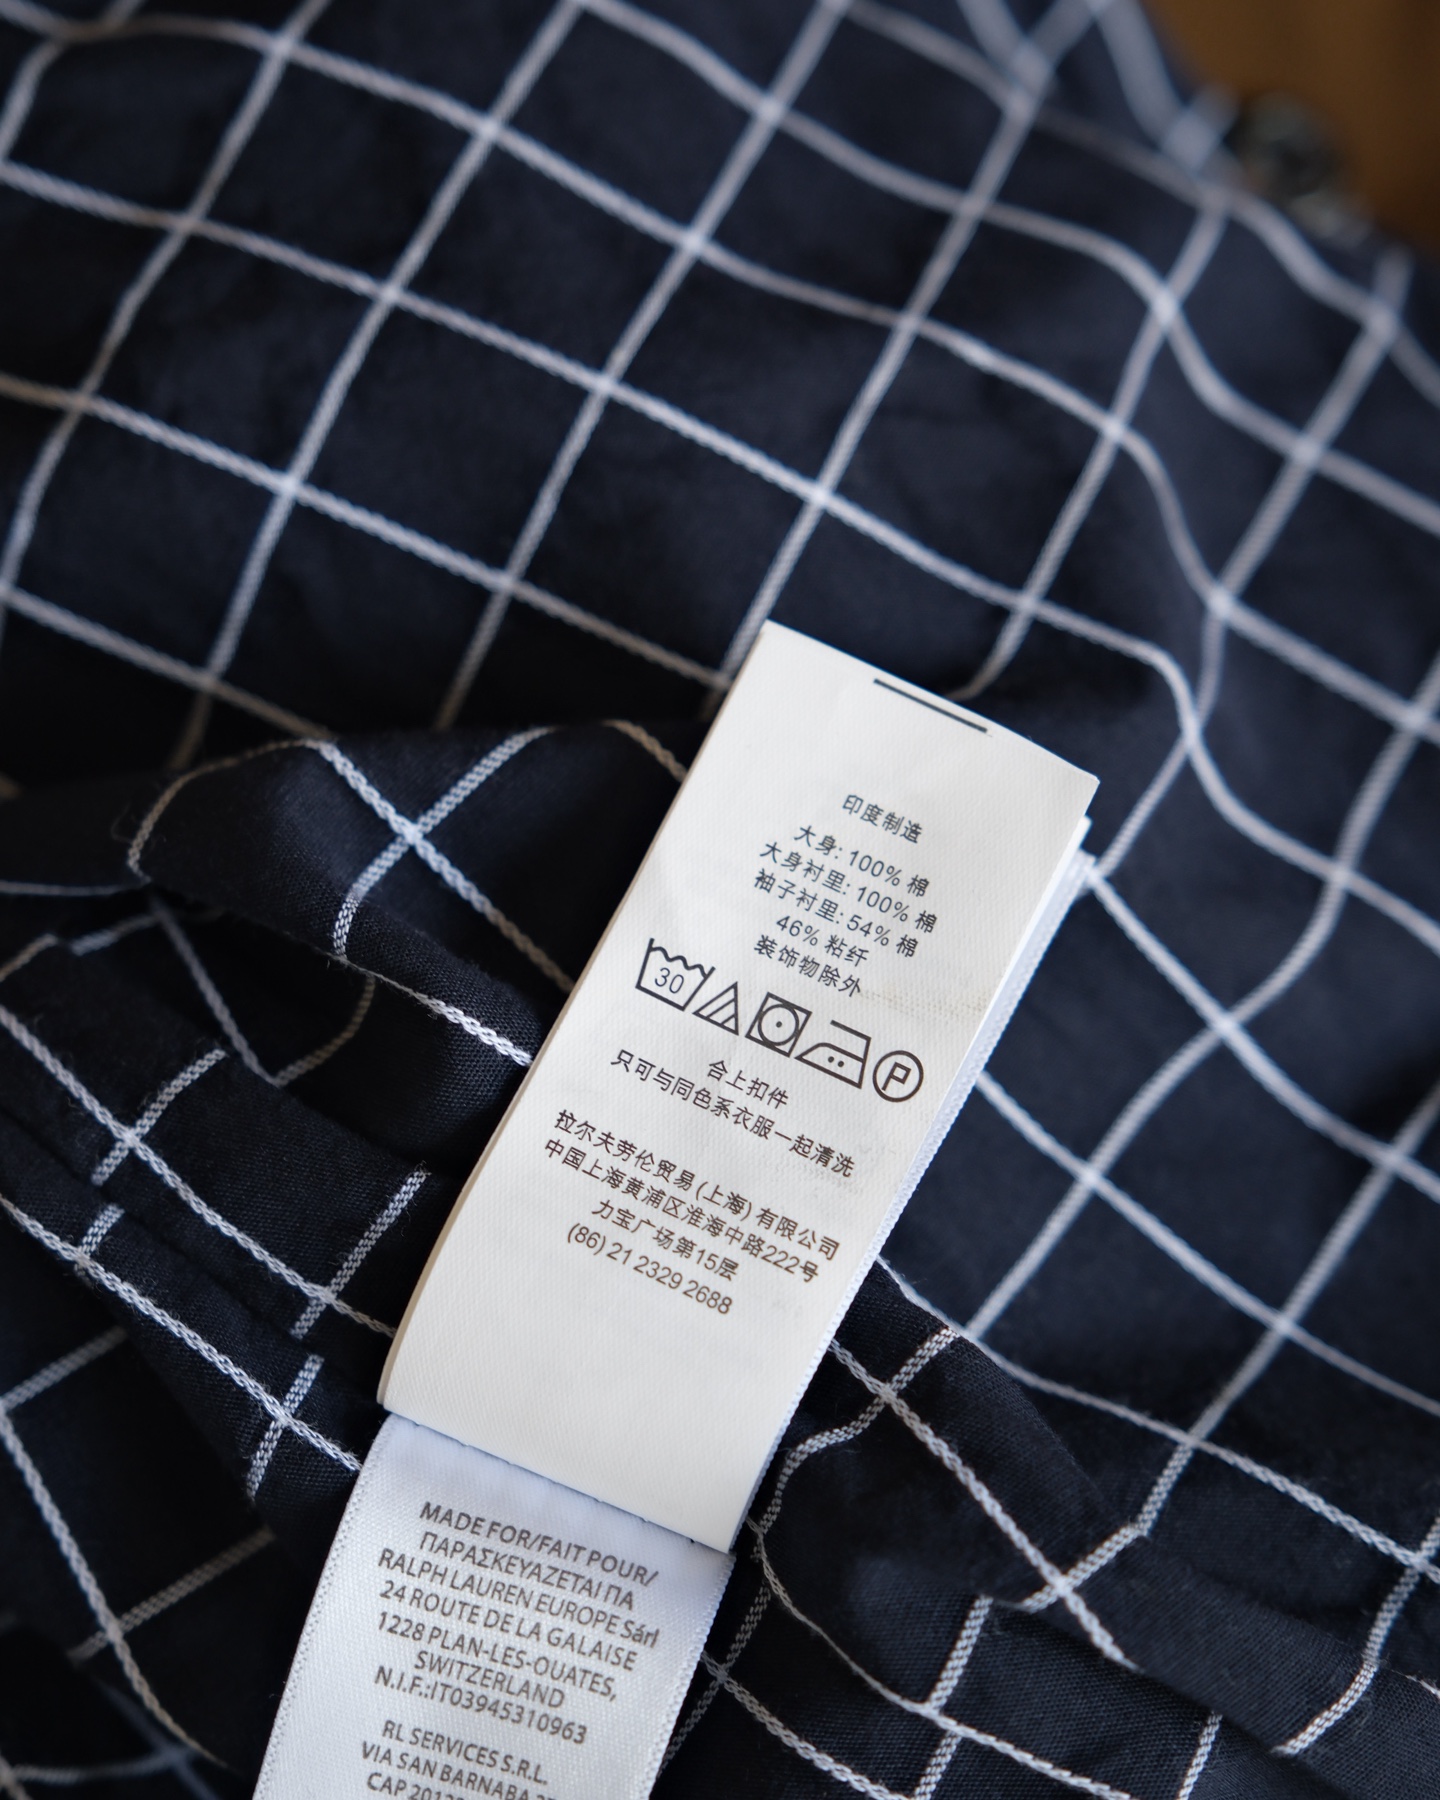 印度制造
大身: 100% 棉
大身衬里: 100% 棉
袖子衬里: 54% 棉
46% 粘纤
装饰物除外
30 P
合上扣件
只可与同色系衣服一起清洗
拉尔夫劳伦贸易 (上海) 有限公司
中国上海黄浦区淮海中路222号
力宝广场第15层
(86) 21 2329 2688
MADE FOR/FAIT POUR/
ΠΑΡΑΣΚΕΥΑΖΕΤΑΙ ΠΑ
RALPH LAUREN EUROPE Sárl
24 ROUTE DE LA GALAISE
1228 PLAN-LES-OUATES,
SWITZERLAND
N.I.F.:IT03945310963
RL SERVICES S.R.L.
VIA SAN BARNABA
CAP